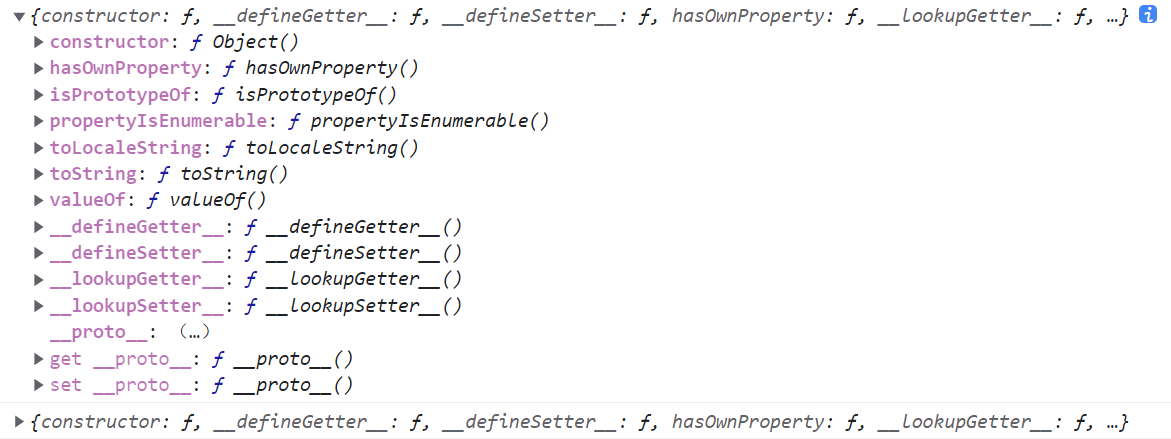 ▼{constructor: ƒ, __defineGetter__: ƒ, __defineSetter__: ƒ, hasOwnProperty: ƒ, __lookupGetter__: ƒ, …} i
▶constructor: ƒ Object()
▶hasOwnProperty: ƒ hasOwnProperty()
▶isPrototypeOf: ƒ isPrototypeOf()
▶propertyIsEnumerable: ƒ propertyIsEnumerable()
▶toLocaleString: ƒ toLocaleString()
▶toString: ƒ toString()
▶valueOf: ƒ valueOf()
▶__defineGetter__: ƒ __defineGetter__()
▶__defineSetter__: ƒ __defineSetter__()
▶__lookupGetter__: ƒ __lookupGetter__()
▶__lookupSetter__: ƒ __lookupSetter__()
__proto__: (…)
▶get __proto__: ƒ __proto__()
▶set __proto__: ƒ __proto__()
▶{constructor: ƒ, __defineGetter__: ƒ, __defineSetter__: ƒ, hasOwnProperty: ƒ, __lookupGetter__: ƒ, …}